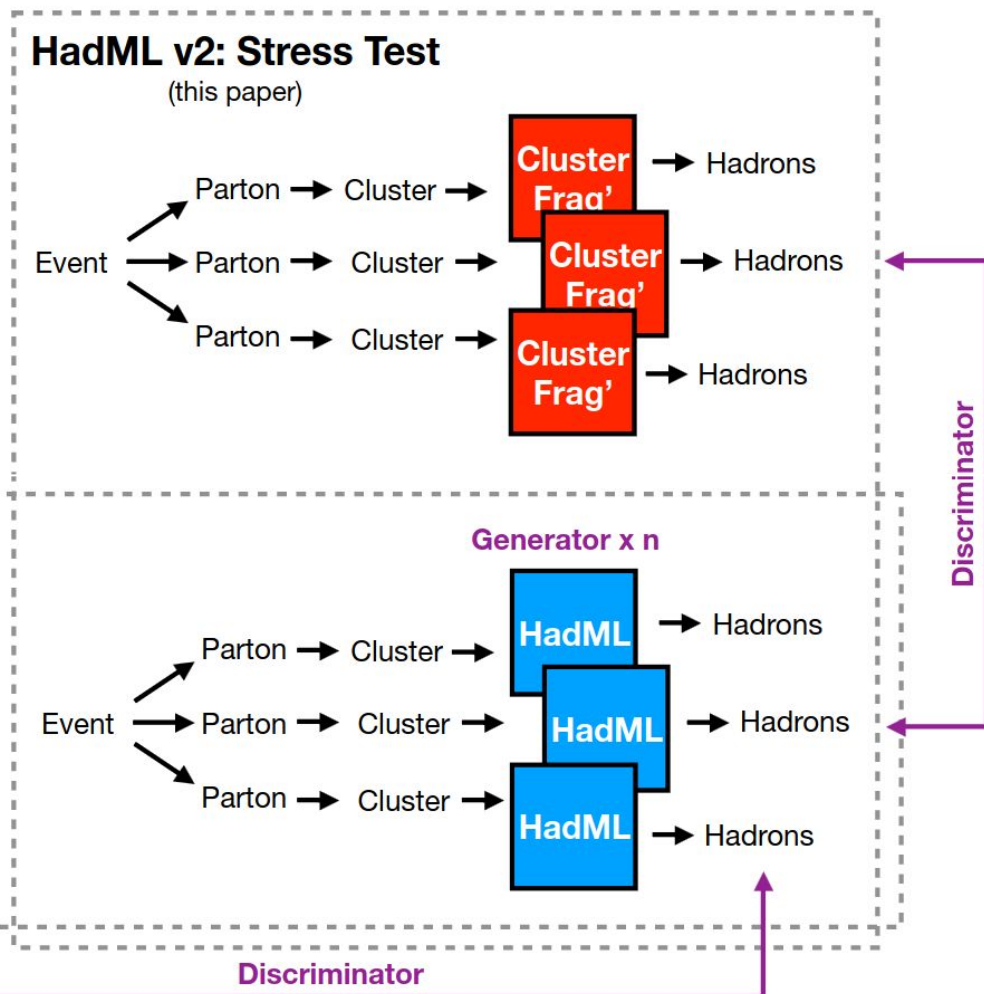 HadML v2: Stress Test
(this paper)
Cluster
Frag’
Hadrons
Parton
Cluster
Event
Parton
Cluster
Cluster
Frag’
Hadrons
Parton
Cluster
Cluster
Frag’
Hadrons
Discriminator
Generator x n
HadML
Hadrons
Parton
Cluster
Event
Parton
Cluster
HadML
Hadrons
Parton
Cluster
HadML
Hadrons
Discriminator